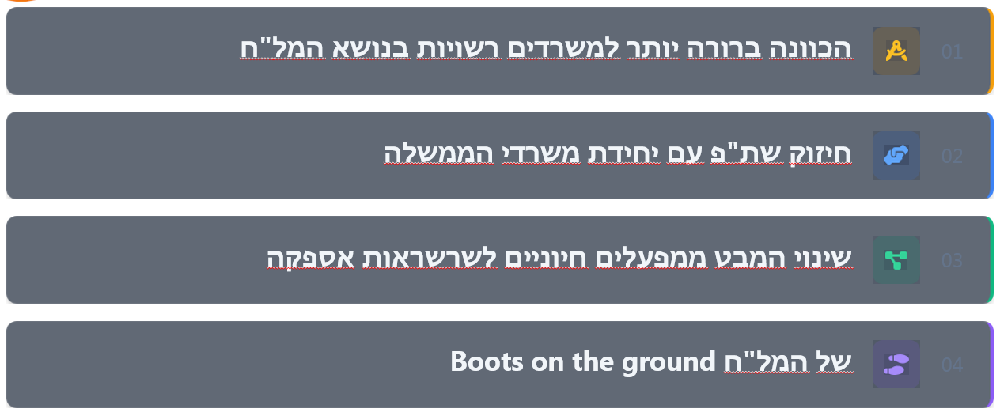 01
הכוונה ברורה יותר למשרדים רשויות בנושא המל"ח
02
חיזוק שת"פ עם יחידת משרדי הממשלה
03
שינוי המבט ממפעלים חיוניים לשרשראות אספקה
04
של המל"ח Boots on the ground